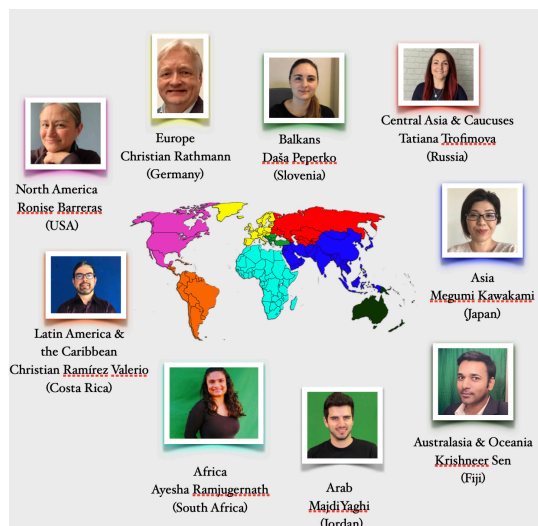 Europe
Christian Rathmann
(Germany)
Balkans
Daša Peperko
(Slovenia)
Central Asia & Caucuses
Tatiana Trofimova
(Russia)
North America
Ronise Barreras
(USA)
Asia
Megumi Kawakami
(Japan)
Latin America &
the Caribbean
Christian Ramírez Valerio
(Costa Rica)
Australasia & Oceania
Krishneer Sen
(Fiji)
Africa
Ayesha Ramjugernath
(South Africa)
Arab
MajdiYaghi
(Jordan)